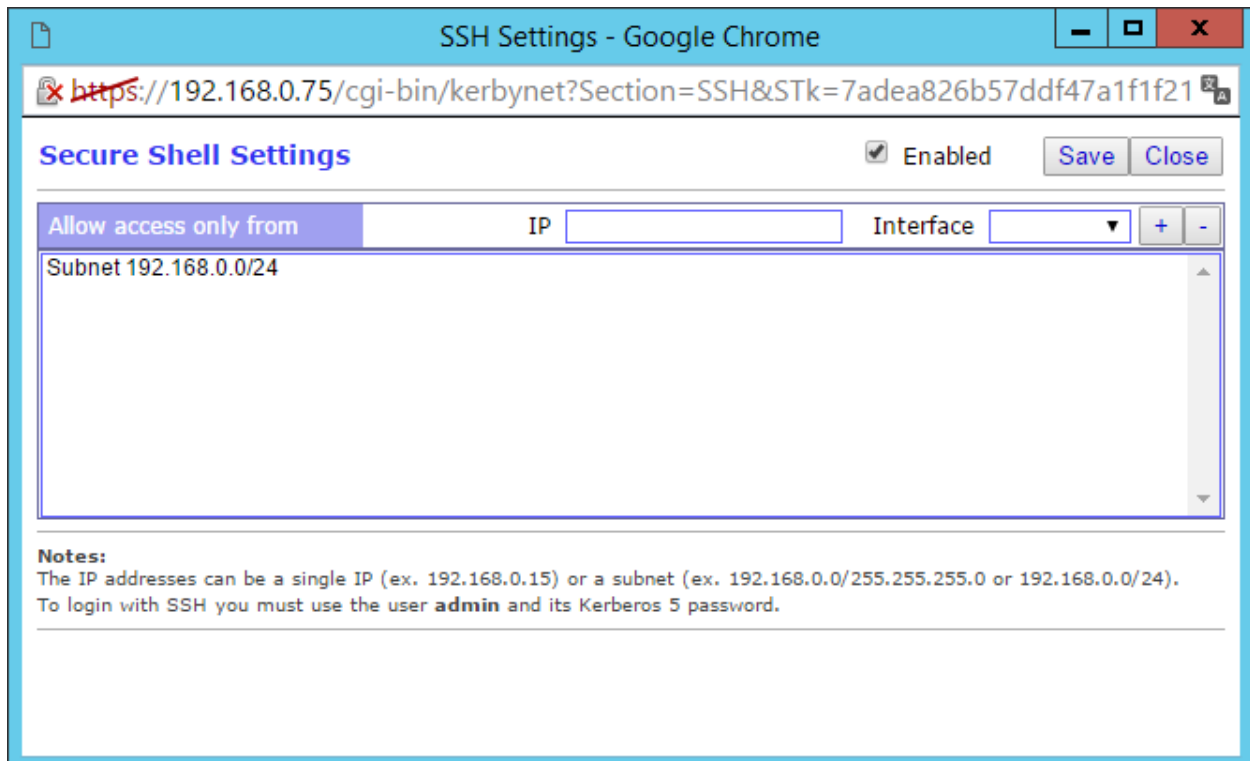 SSH Settings - Google Chrome
https://192.168.0.75/cgi-bin/kerbynet?Section=SSH&STk=7adea826b57ddf47a1f1f21
Secure Shell Settings Enabled Save Close
Allow access only from IP Interface + -
Subnet 192.168.0.0/24
Notes:
The IP addresses can be a single IP (ex. 192.168.0.15) or a subnet (ex. 192.168.0.0/255.255.255.0 or 192.168.0.0/24).
To login with SSH you must use the user admin and its Kerberos 5 password.